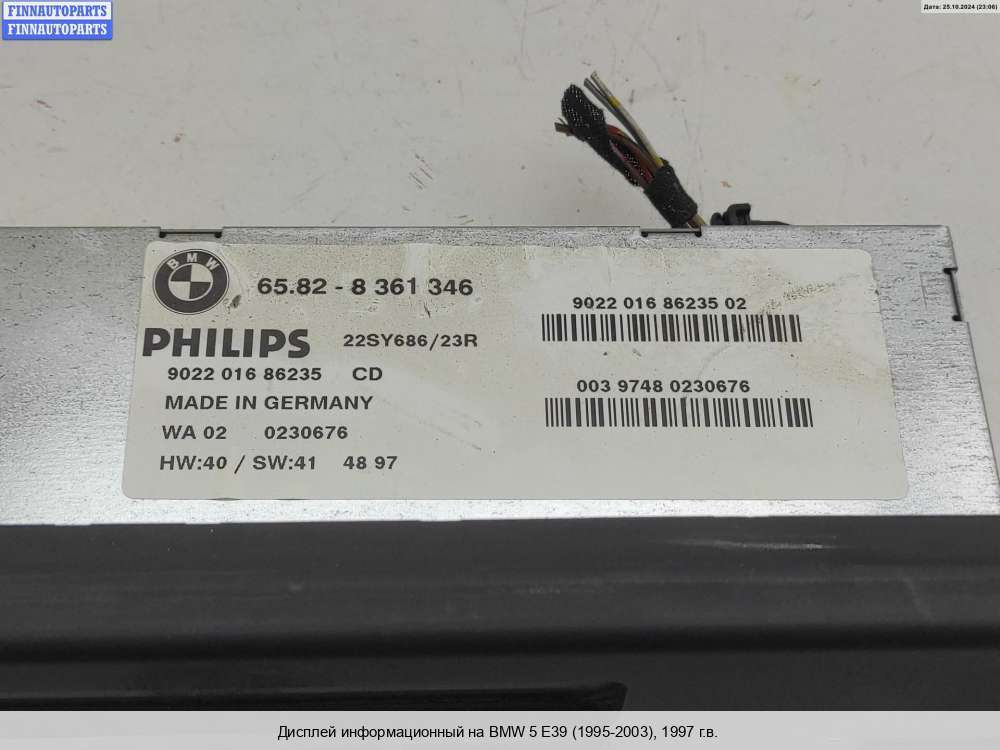 FINNAUTOPARTS
FINNAUTOPARTS
Дата: 25.10.2024 (23:06)
BMW
65.82 - 8 361 346
PHILIPS 22SY686/23R
9022 016 86235 CD
MADE IN GERMANY
WA 02 0230676
HW:40 / SW:41 48 97
9022 016 86235 02
003 9748 0230676
Дисплей информационный на BMW 5 E39 (1995-2003), 1997 г.в.